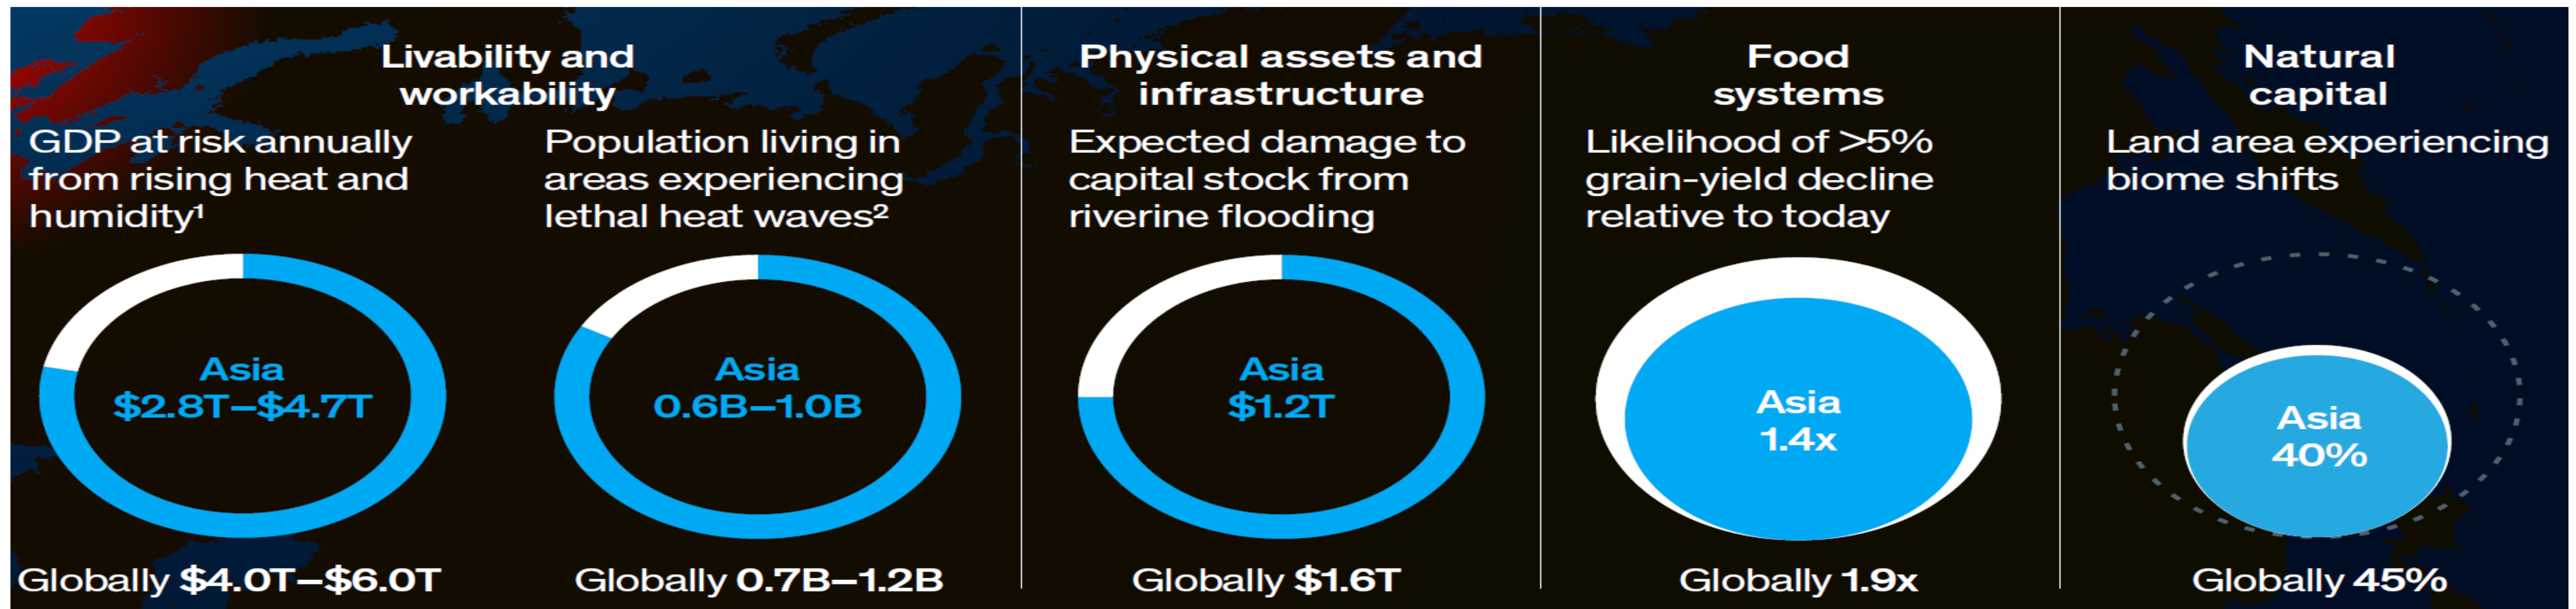 Livability and
workability
GDP at risk annually
from rising heat and
humidity¹
Asia
$2.8T–$4.7T
Globally $4.0T–$6.0T
Population living in
areas experiencing
lethal heat waves²
Asia
0.6B–1.0B
Globally 0.7B–1.2B
Physical assets and
infrastructure
Expected damage to
capital stock from
riverine flooding
Asia
$1.2T
Globally $1.6T
Food
systems
Likelihood of >5%
grain-yield decline
relative to today
Asia
1.4x
Globally 1.9x
Natural
capital
Land area experiencing
biome shifts
Asia
40%
Globally 45%